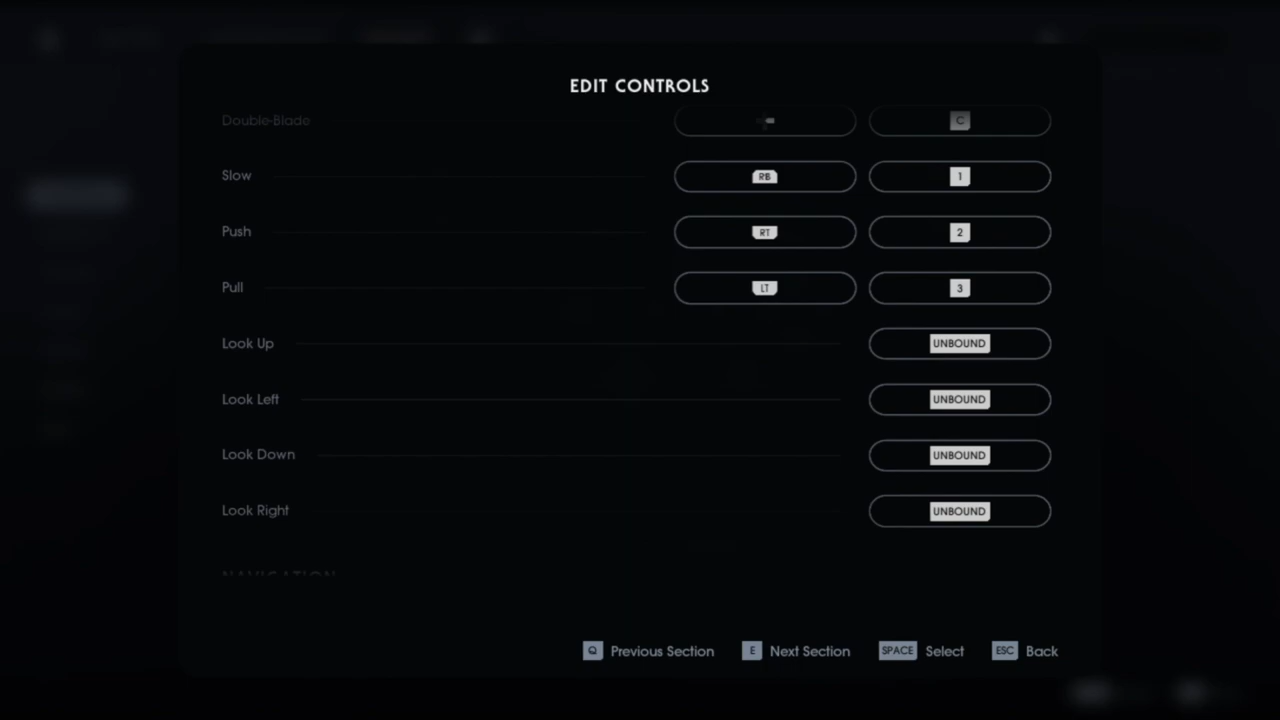 EDIT CONTROLS
Double-Blade C
Slow RB 1
Push RT 2
Pull LT 3
Look Up UNBOUND
Look Left UNBOUND
Look Down UNBOUND
Look Right UNBOUND
NAVIGATION
Q Previous Section E Next Section SPACE Select ESC Back